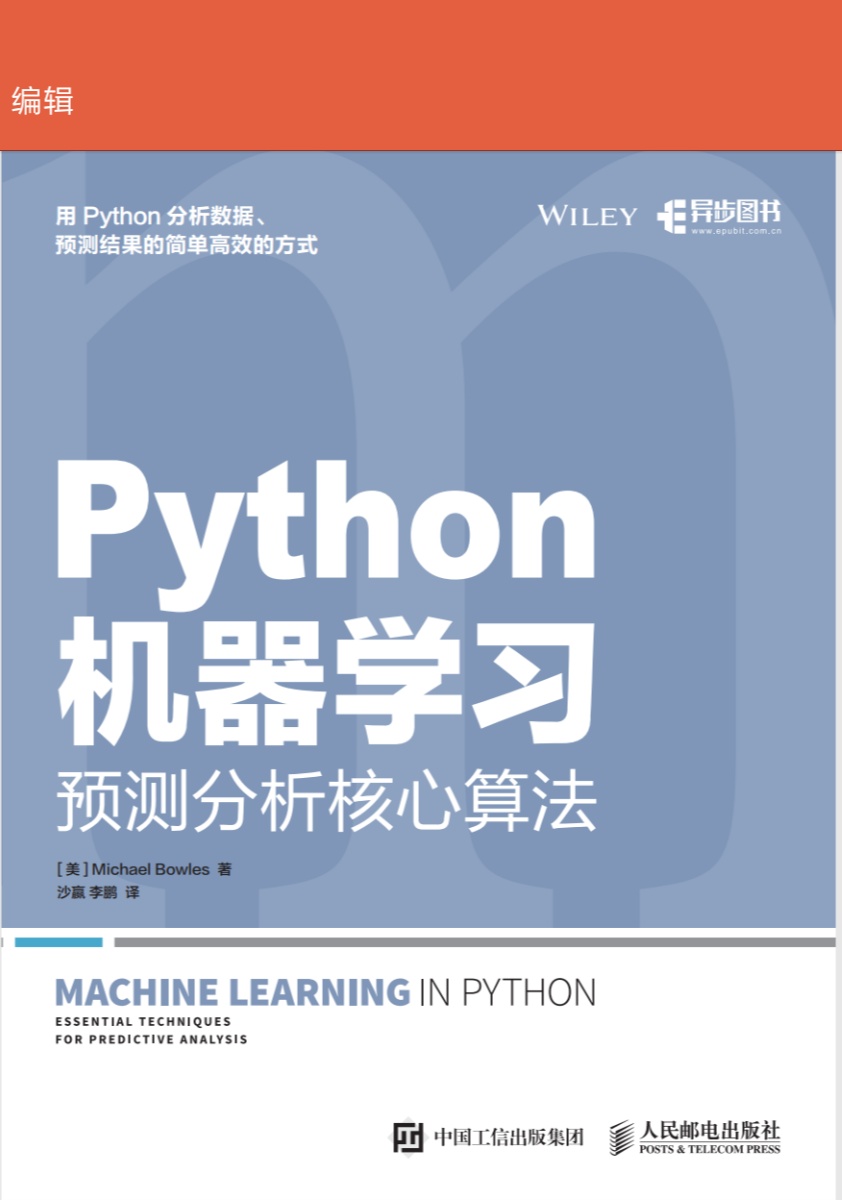 编辑
用 Python 分析数据、
预测结果的简单高效的方式
WILEY
异步图书
www.epubit.com.cn
Python
机器学习
预测分析核心算法
[美] Michael Bowles 著
沙嬴 李鹏 译
MACHINE LEARNING IN PYTHON
ESSENTIAL TECHNIQUES
FOR PREDICTIVE ANALYSIS
中国工信出版集团
人民邮电出版社
POSTS & TELECOM PRESS